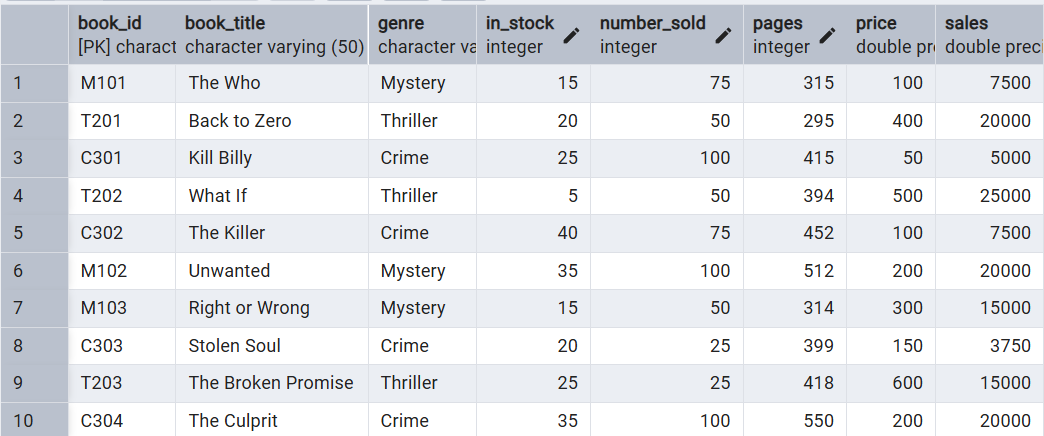 book_id book_title genre in_stock number_sold pages price sales
[PK] charact character varying (50) character va integer integer integer double pre double preci
1 M101 The Who Mystery 15 75 315 100 7500
2 T201 Back to Zero Thriller 20 50 295 400 20000
3 C301 Kill Billy Crime 25 100 415 50 5000
4 T202 What If Thriller 5 50 394 500 25000
5 C302 The Killer Crime 40 75 452 100 7500
6 M102 Unwanted Mystery 35 100 512 200 20000
7 M103 Right or Wrong Mystery 15 50 314 300 15000
8 C303 Stolen Soul Crime 20 25 399 150 3750
9 T203 The Broken Promise Thriller 25 25 418 600 15000
10 C304 The Culprit Crime 35 100 550 200 20000